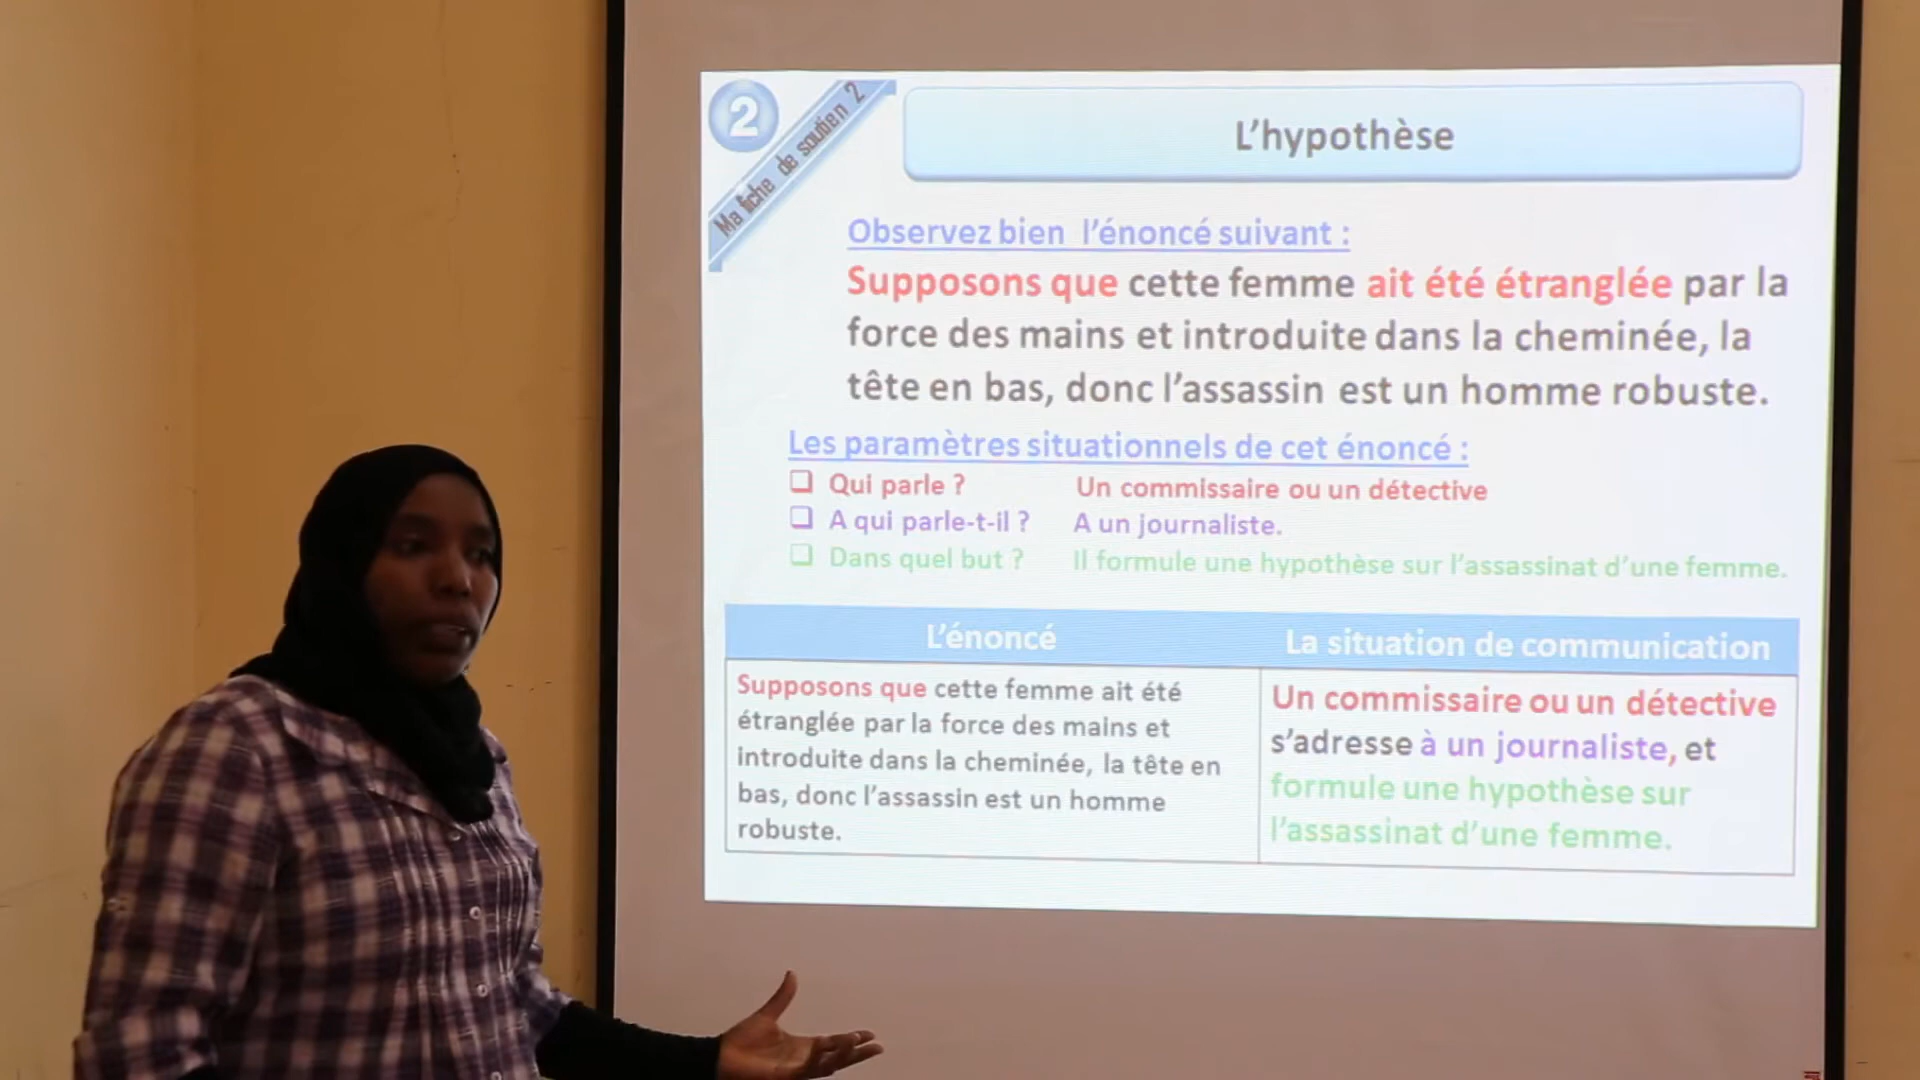 2
Ma fiche de soutien 2
L'hypothèse
Observez bien l'énoncé suivant :
Supposons que cette femme ait été étranglée par la
force des mains et introduite dans la cheminée, la
tête en bas, donc l'assassin est un homme robuste.
Les paramètres situationnels de cet énoncé :
Qui parle ? Un commissaire ou un détective
A qui parle-t-il ? A un journaliste.
Dans quel but ? Il formule une hypothèse sur l'assassinat d'une femme.
L'énoncé
Supposons que cette femme ait été
étranglée par la force des mains et
introduite dans la cheminée, la tête en
bas, donc l'assassin est un homme
robuste.
La situation de communication
Un commissaire ou un détective
s'adresse à un journaliste, et
formule une hypothèse sur
l'assassinat d'une femme.